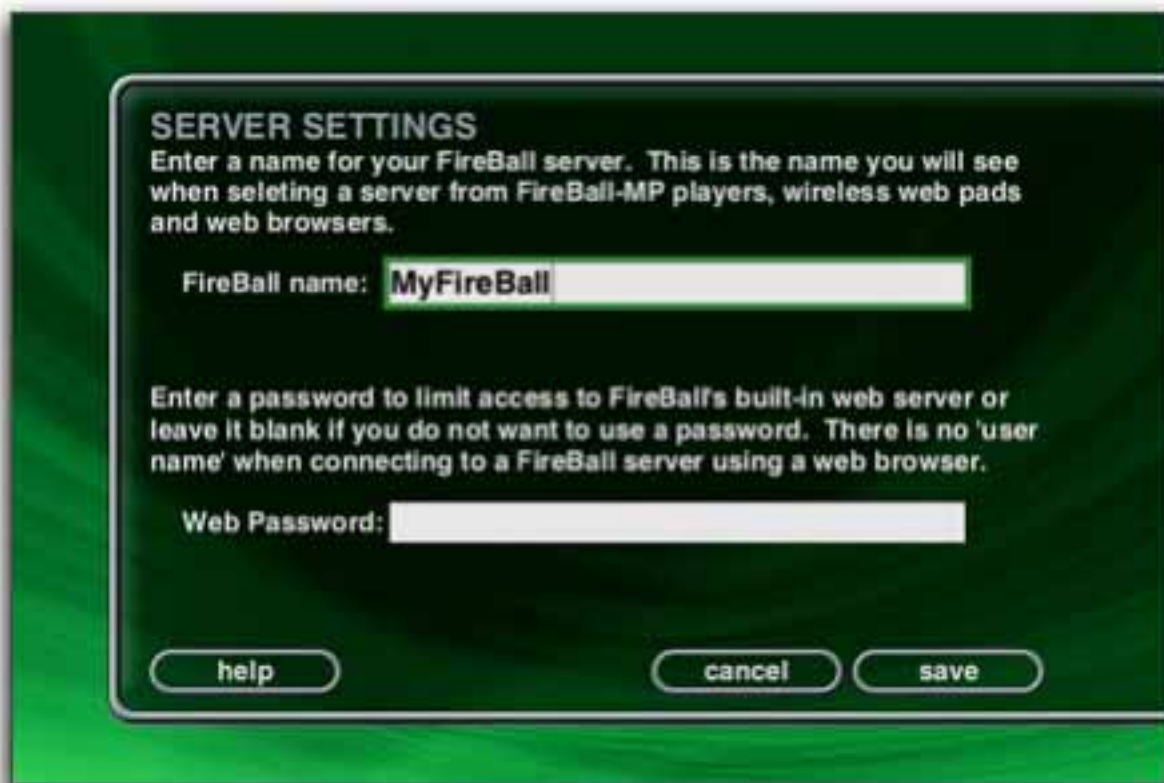 SERVER SETTINGS
Enter a name for your FireBall server.  This is the name you will see
when seleting a server from FireBall-MP players, wireless web pads
and web browsers.
FireBall name: MyFireBall
Enter a password to limit access to FireBall's built-in web server or
leave it blank if you do not want to use a password.  There is no 'user
name' when connecting to a FireBall server using a web browser.
Web Password:
help cancel save